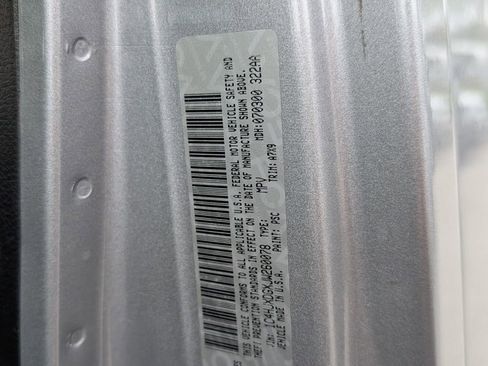 THIS VEHICLE CONFORMS TO ALL APPLICABLE U.S.A. FEDERAL MOTOR VEHICLE SAFETY AND
THEFT PREVENTION STANDARDS IN EFFECT ON THE DATE OF MANUFACTURE SHOWN ABOVE.
TYPE: MPV MDH: 070300 3224A
PAINT: PSC TRIM: A7X9
VEHICLE MADE IN U.S.A.